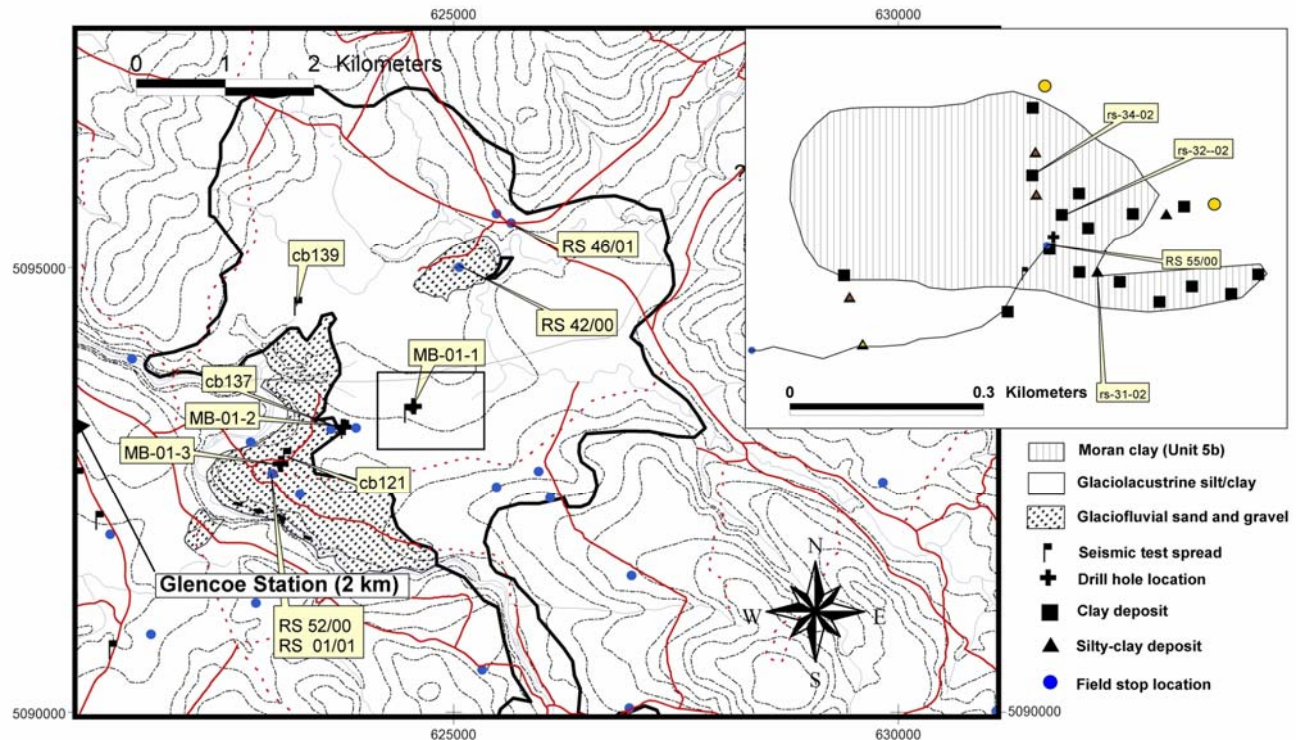 625000
630000
0 1 2 Kilometers
rs-34-02
rs-32--02
?
cb139
RS 46/01
RS 55/00
5095000
5095000
RS 42/00
MB-01-1
cb137
0 0.3 Kilometers
rs-31-02
MB-01-2
MB-01-3
cb121
Moran clay (Unit 5b)
Glaciolacustrine silt/clay
Glaciofluvial sand and gravel
Seismic test spread
Drill hole location
Clay deposit
Silty-clay deposit
Field stop location
N
W E
S
Glencoe Station (2 km)
RS 52/00
RS 01/01
5090000
5090000
625000
630000